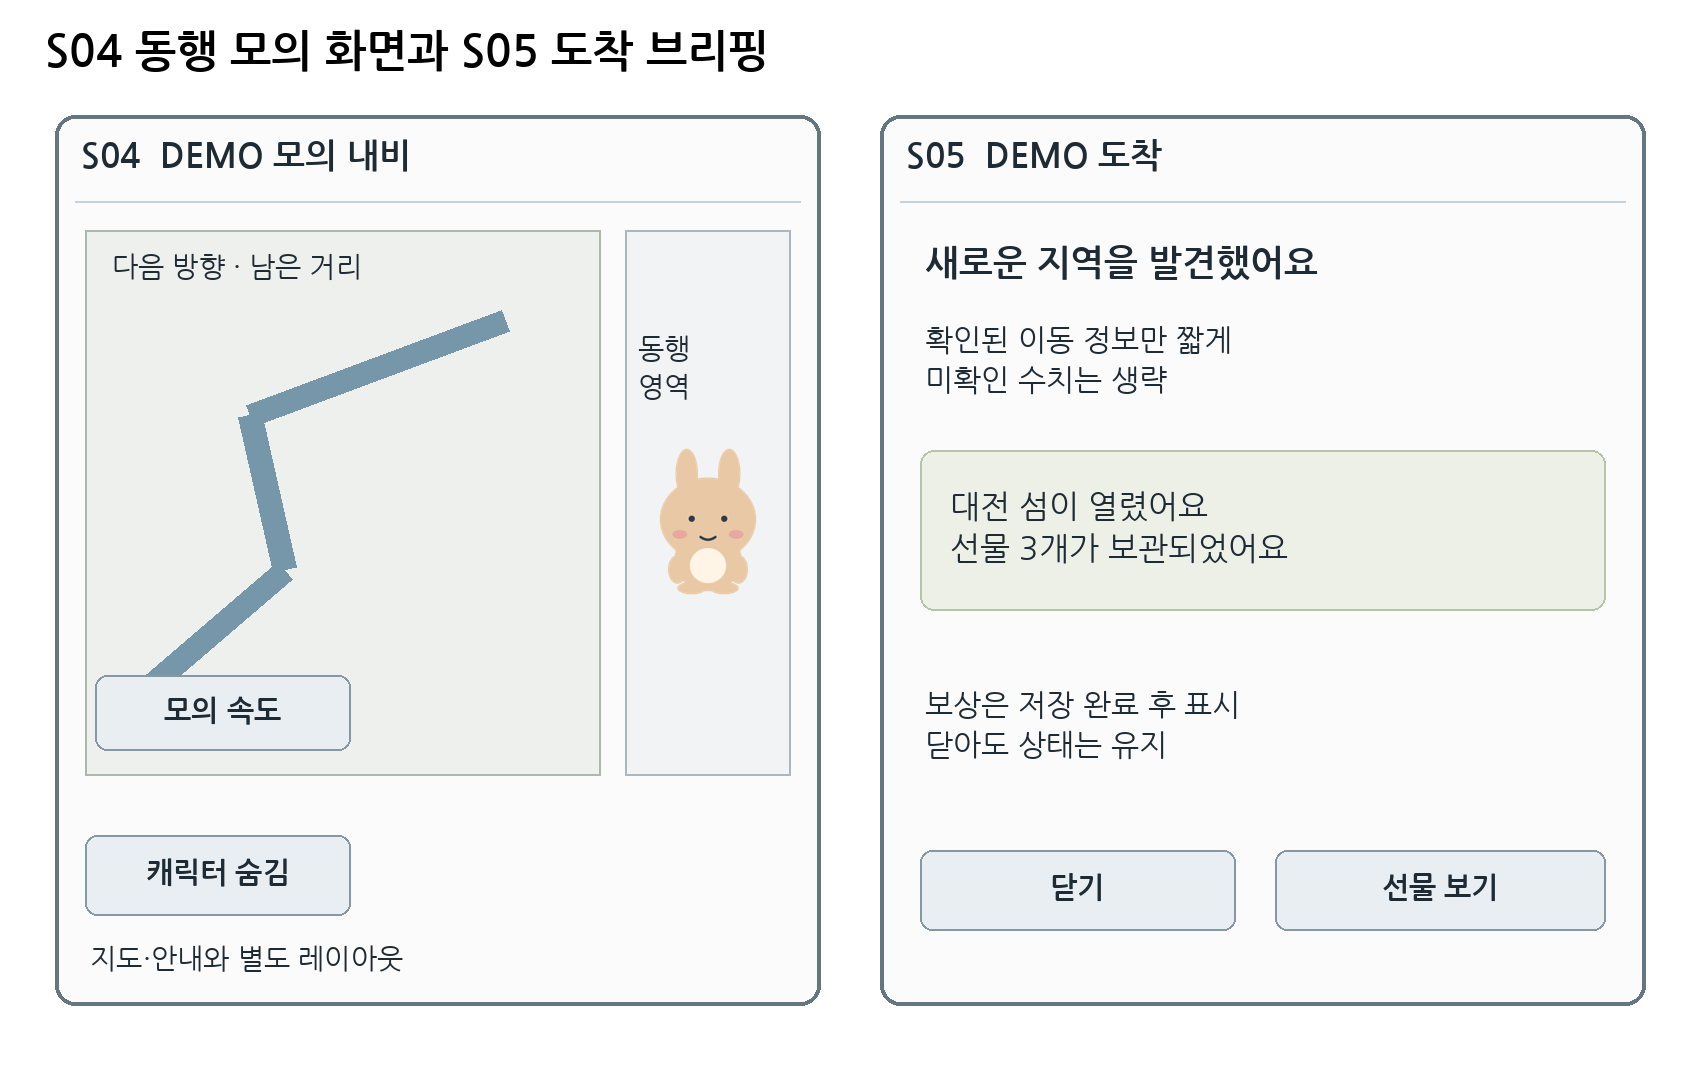 S04 동행 모의 화면과 S05 도착 브리핑
S04 DEMO 모의 내비
다음 방향 · 남은 거리
동행
영역
모의 속도
캐릭터 숨김
지도·안내와 별도 레이아웃
S05 DEMO 도착
새로운 지역을 발견했어요
확인된 이동 정보만 짧게
미확인 수치는 생략
대전 섬이 열렸어요
선물 3개가 보관되었어요
보상은 저장 완료 후 표시
닫아도 상태는 유지
닫기
선물 보기